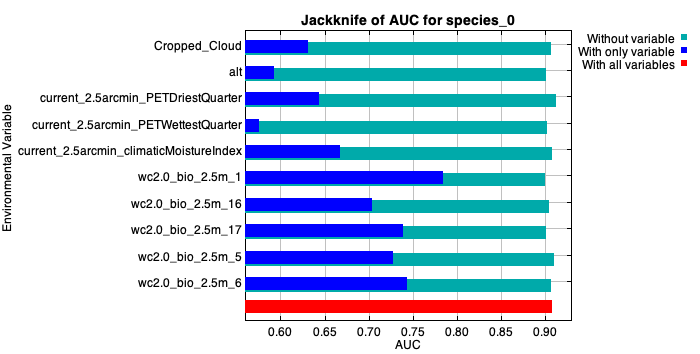 Jackknife of AUC for species_0
Without variable
With only variable
With all variables
Environmental Variable
Cropped_Cloud
alt
current_2.5arcmin_PETDriestQuarter
current_2.5arcmin_PETWettestQuarter
current_2.5arcmin_climaticMoistureIndex
wc2.0_bio_2.5m_1
wc2.0_bio_2.5m_16
wc2.0_bio_2.5m_17
wc2.0_bio_2.5m_5
wc2.0_bio_2.5m_6
0.60 0.65 0.70 0.75 0.80 0.85 0.90
AUC